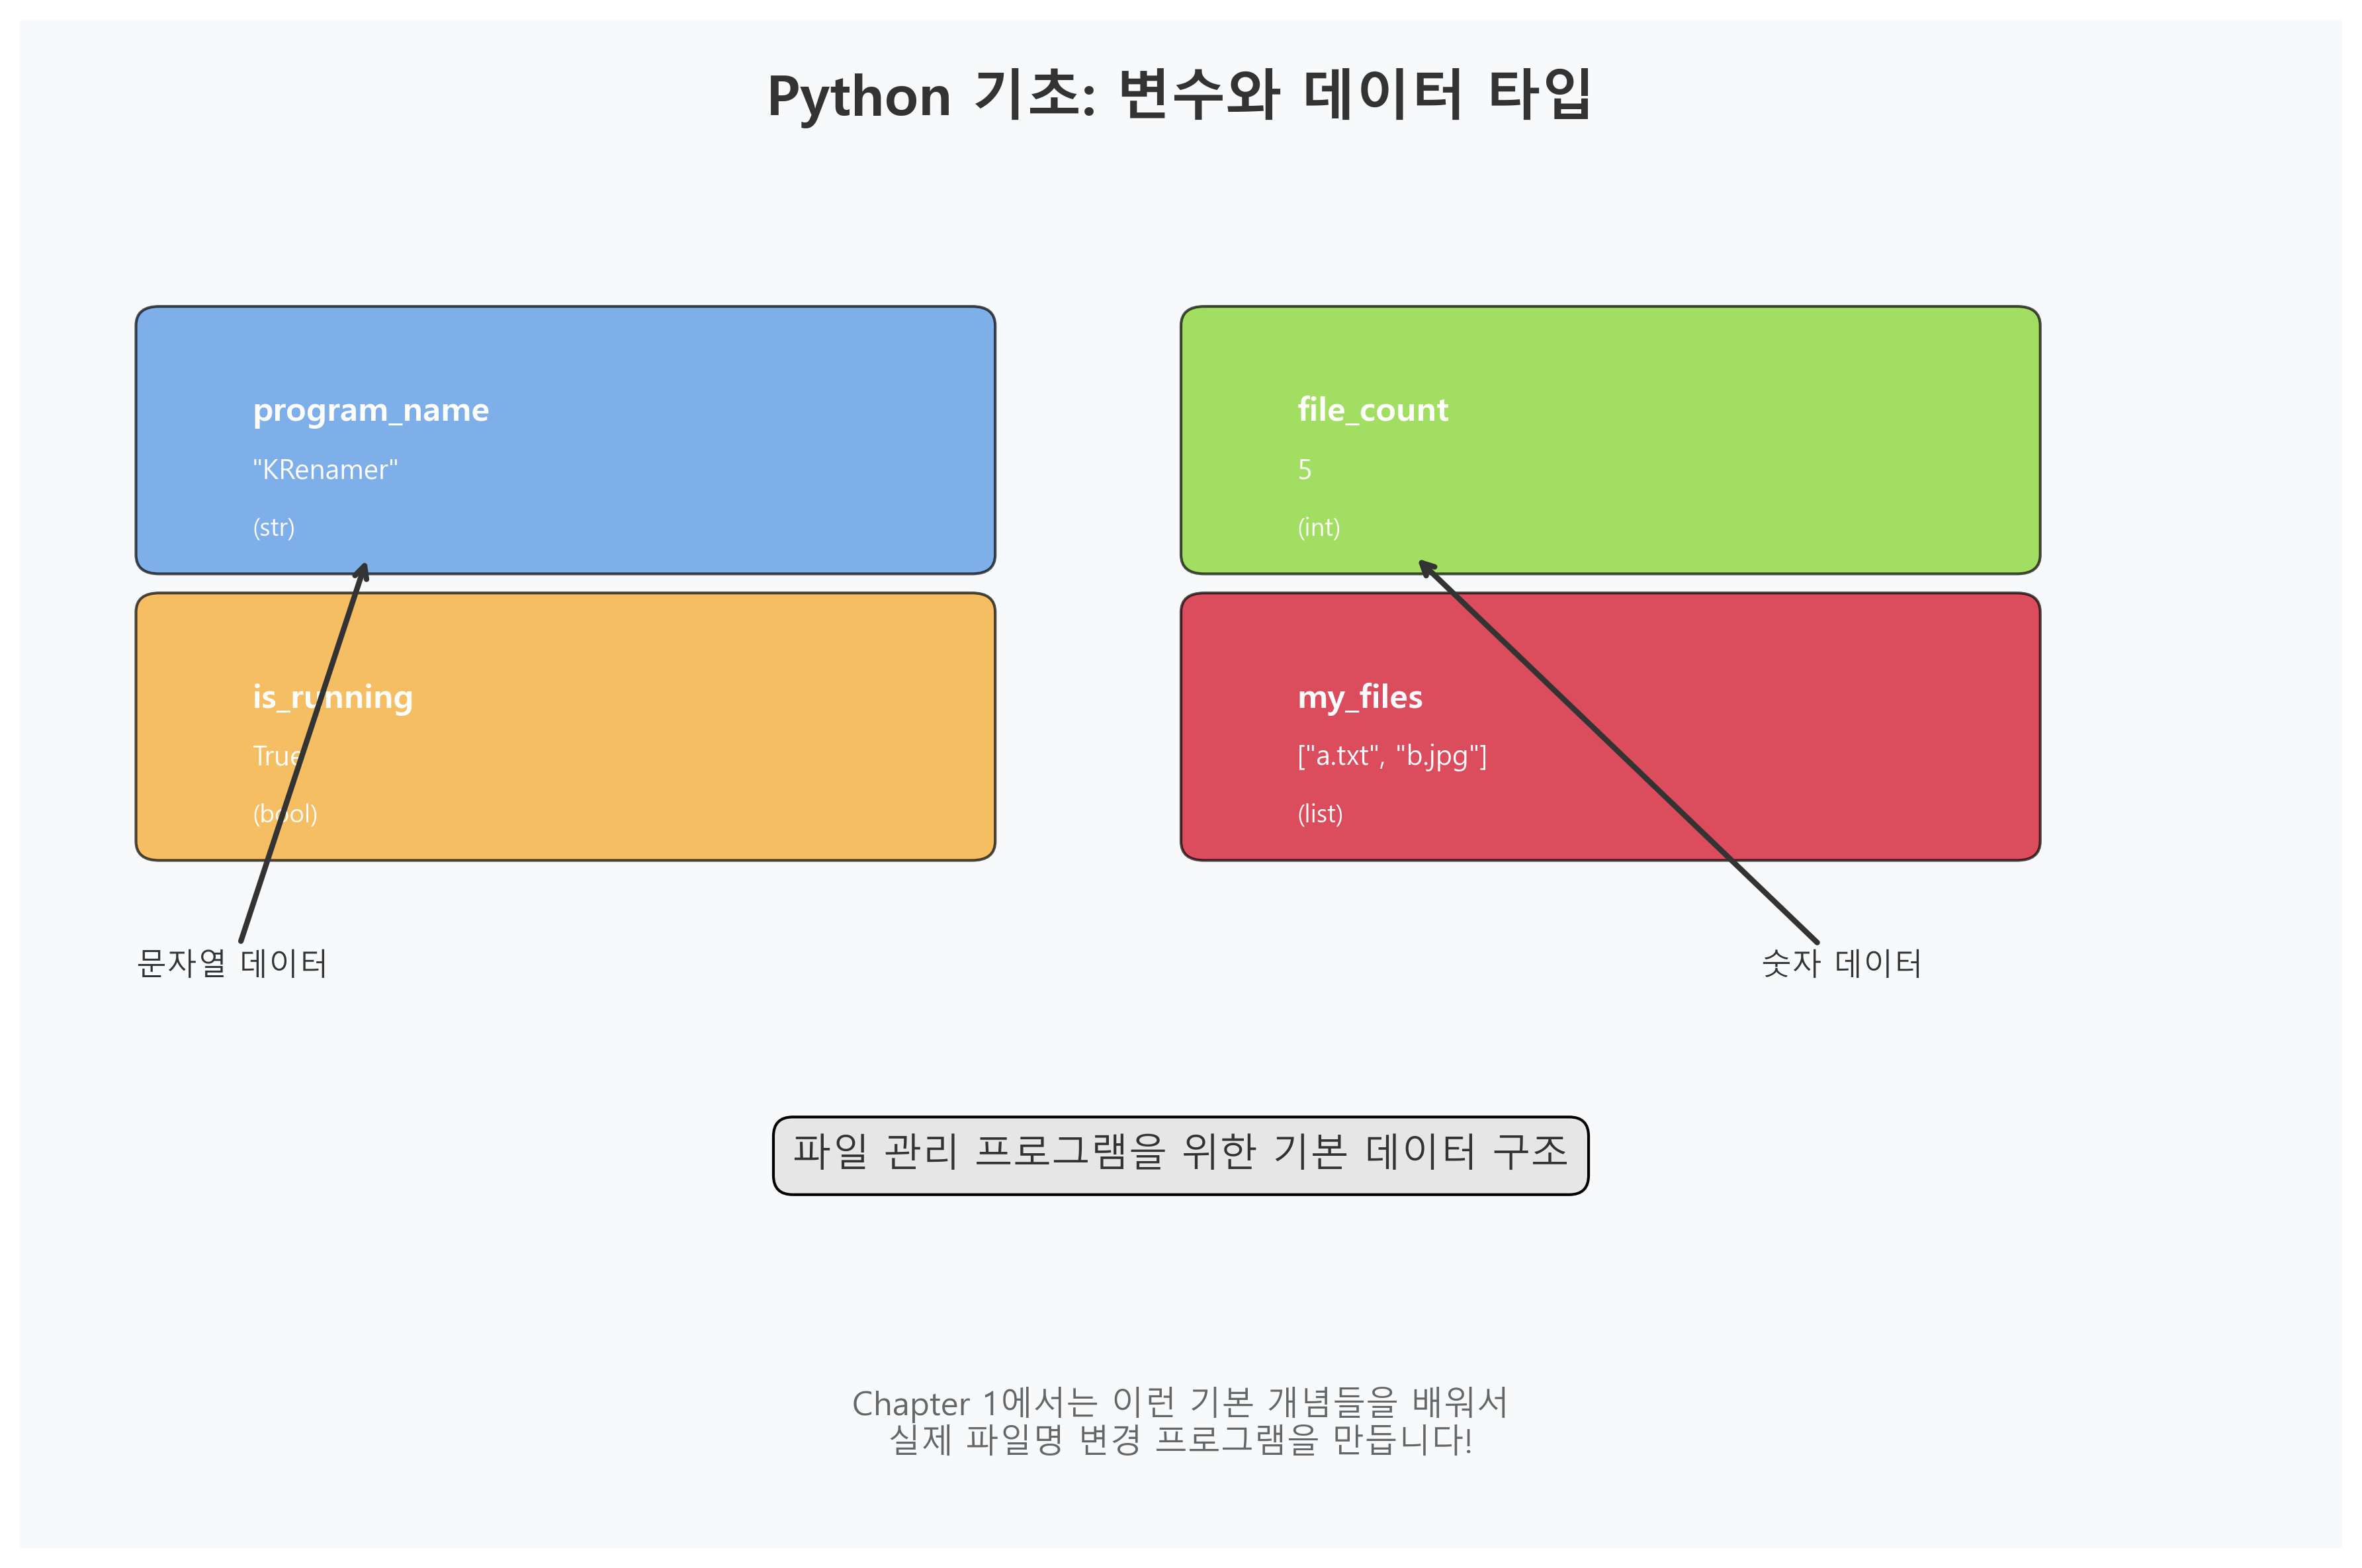 Python 기초: 변수와 데이터 타입
program_name
"KRenamer"
(str)
file_count
5
(int)
is_running
True
(bool)
my_files
["a.txt", "b.jpg"]
(list)
문자열 데이터
숫자 데이터
파일 관리 프로그램을 위한 기본 데이터 구조
Chapter 1에서는 이런 기본 개념들을 배워서
실제 파일명 변경 프로그램을 만듭니다!